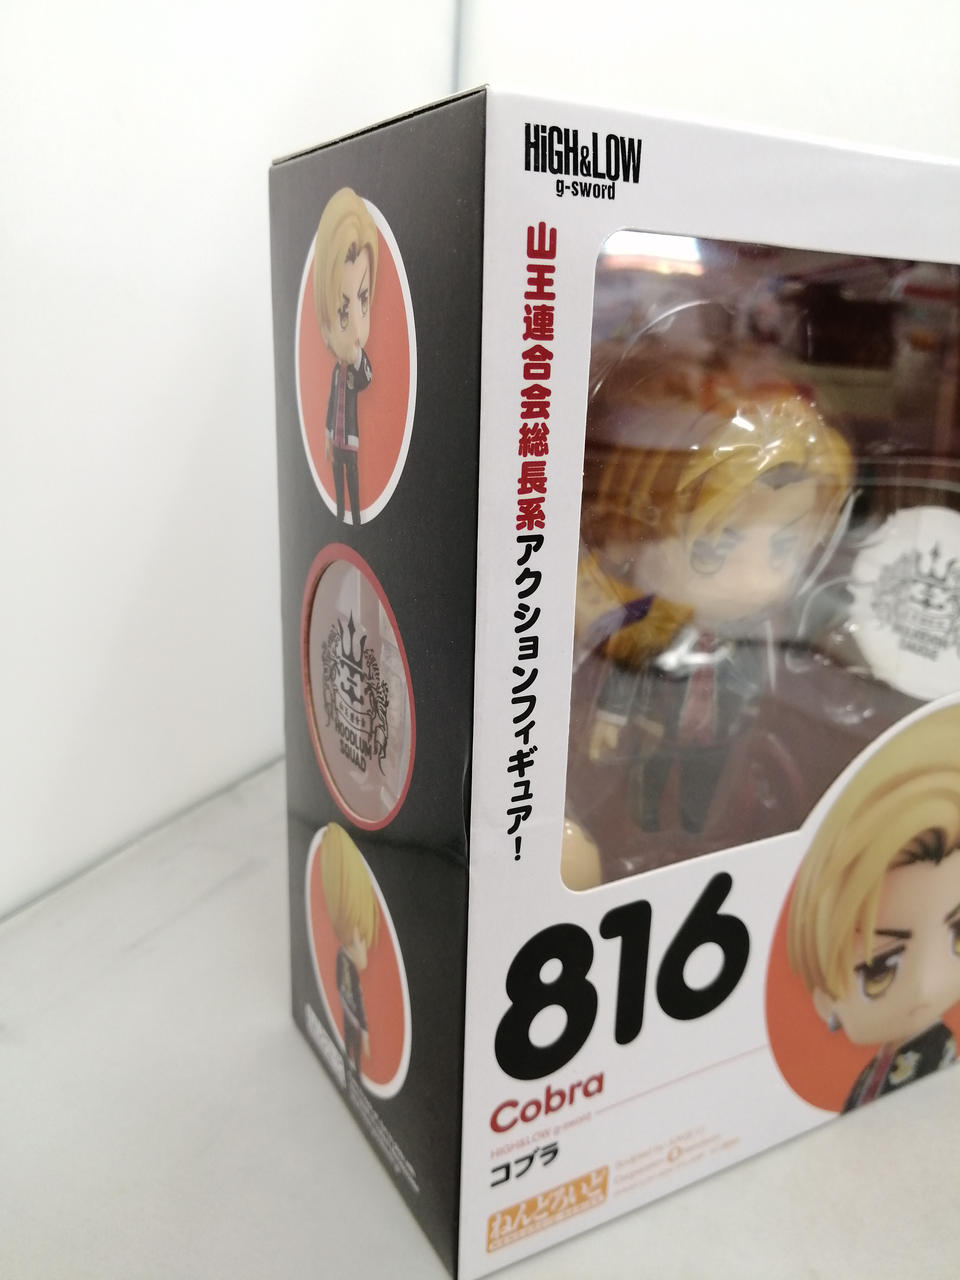 HiGH&LOW
g-sword
山王連合会総長系アクションフィギュア!
HOODLUM
SQUAD
816
Cobra
HiGH&LOW g-sword
コブラ
ねんどろいど